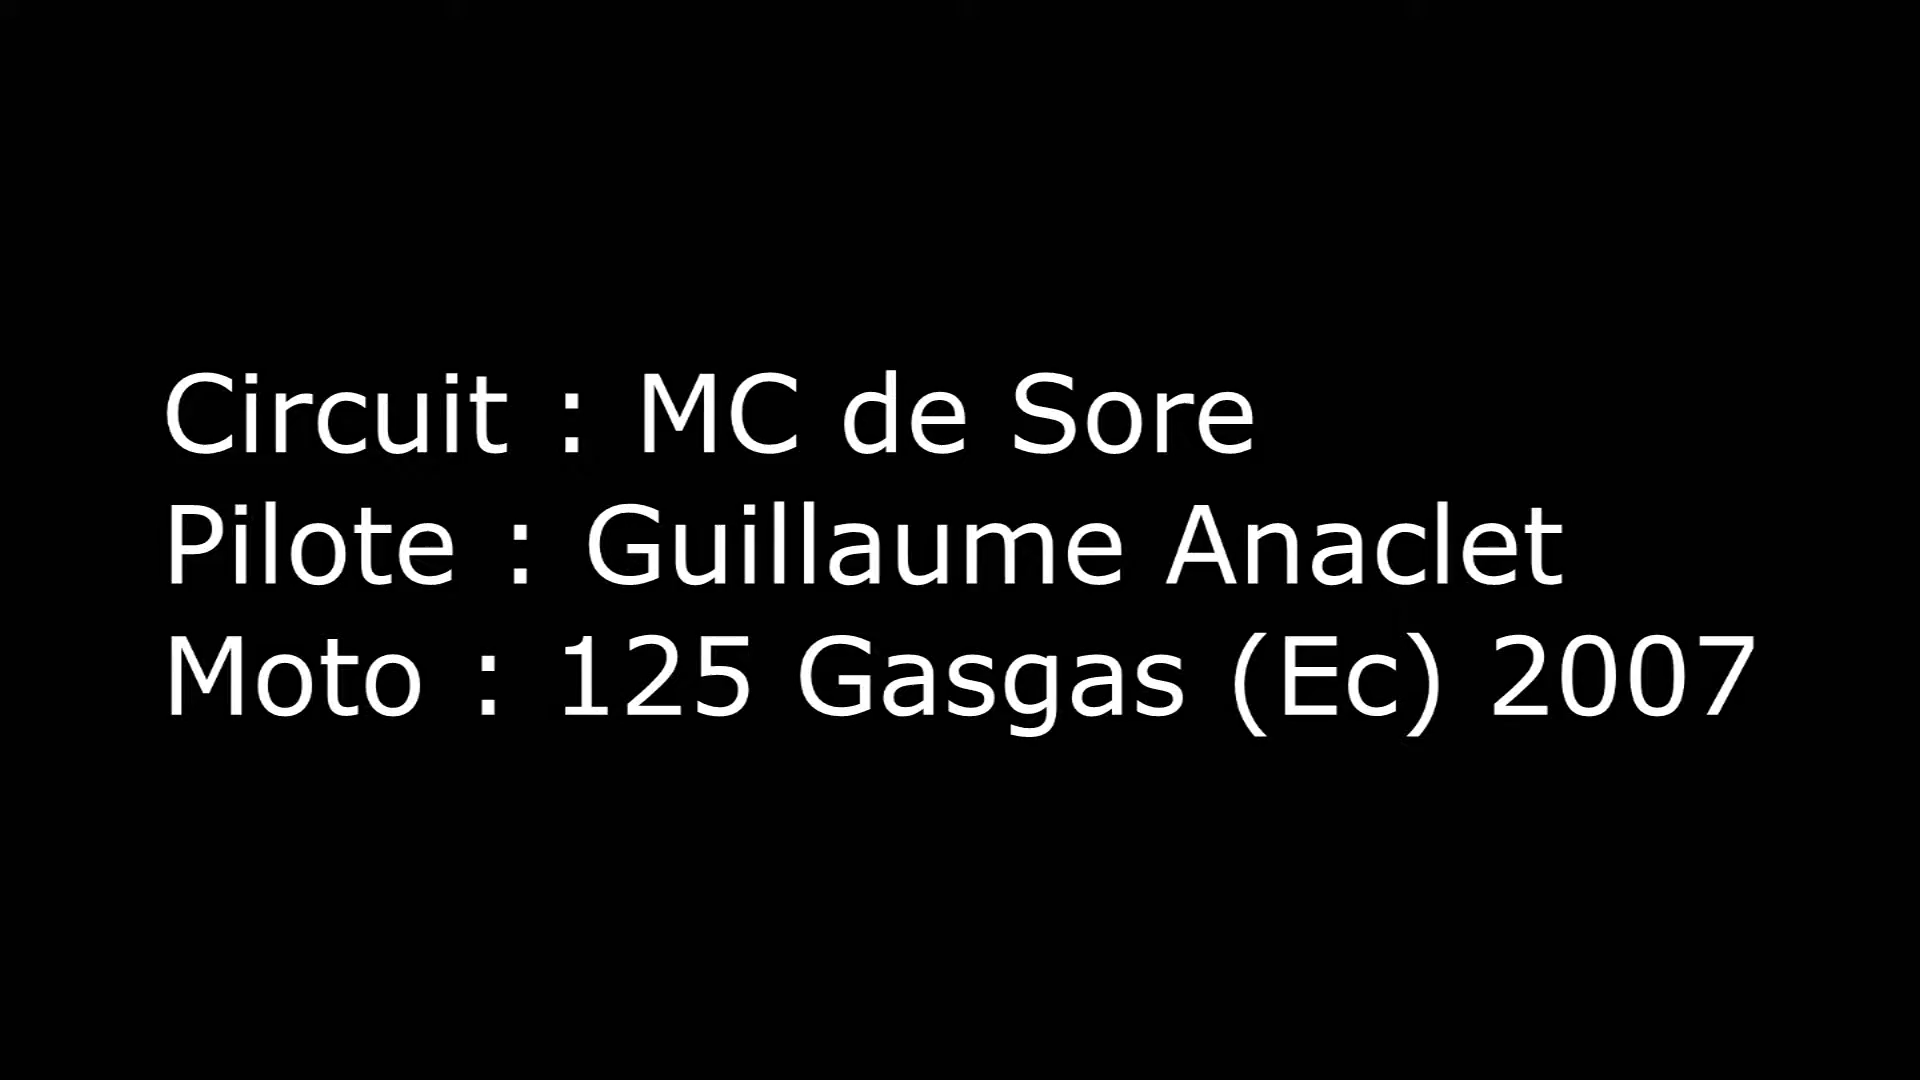 Circuit : MC de Sore
Pilote : Guillaume Anaclet
Moto : 125 Gasgas (Ec) 2007